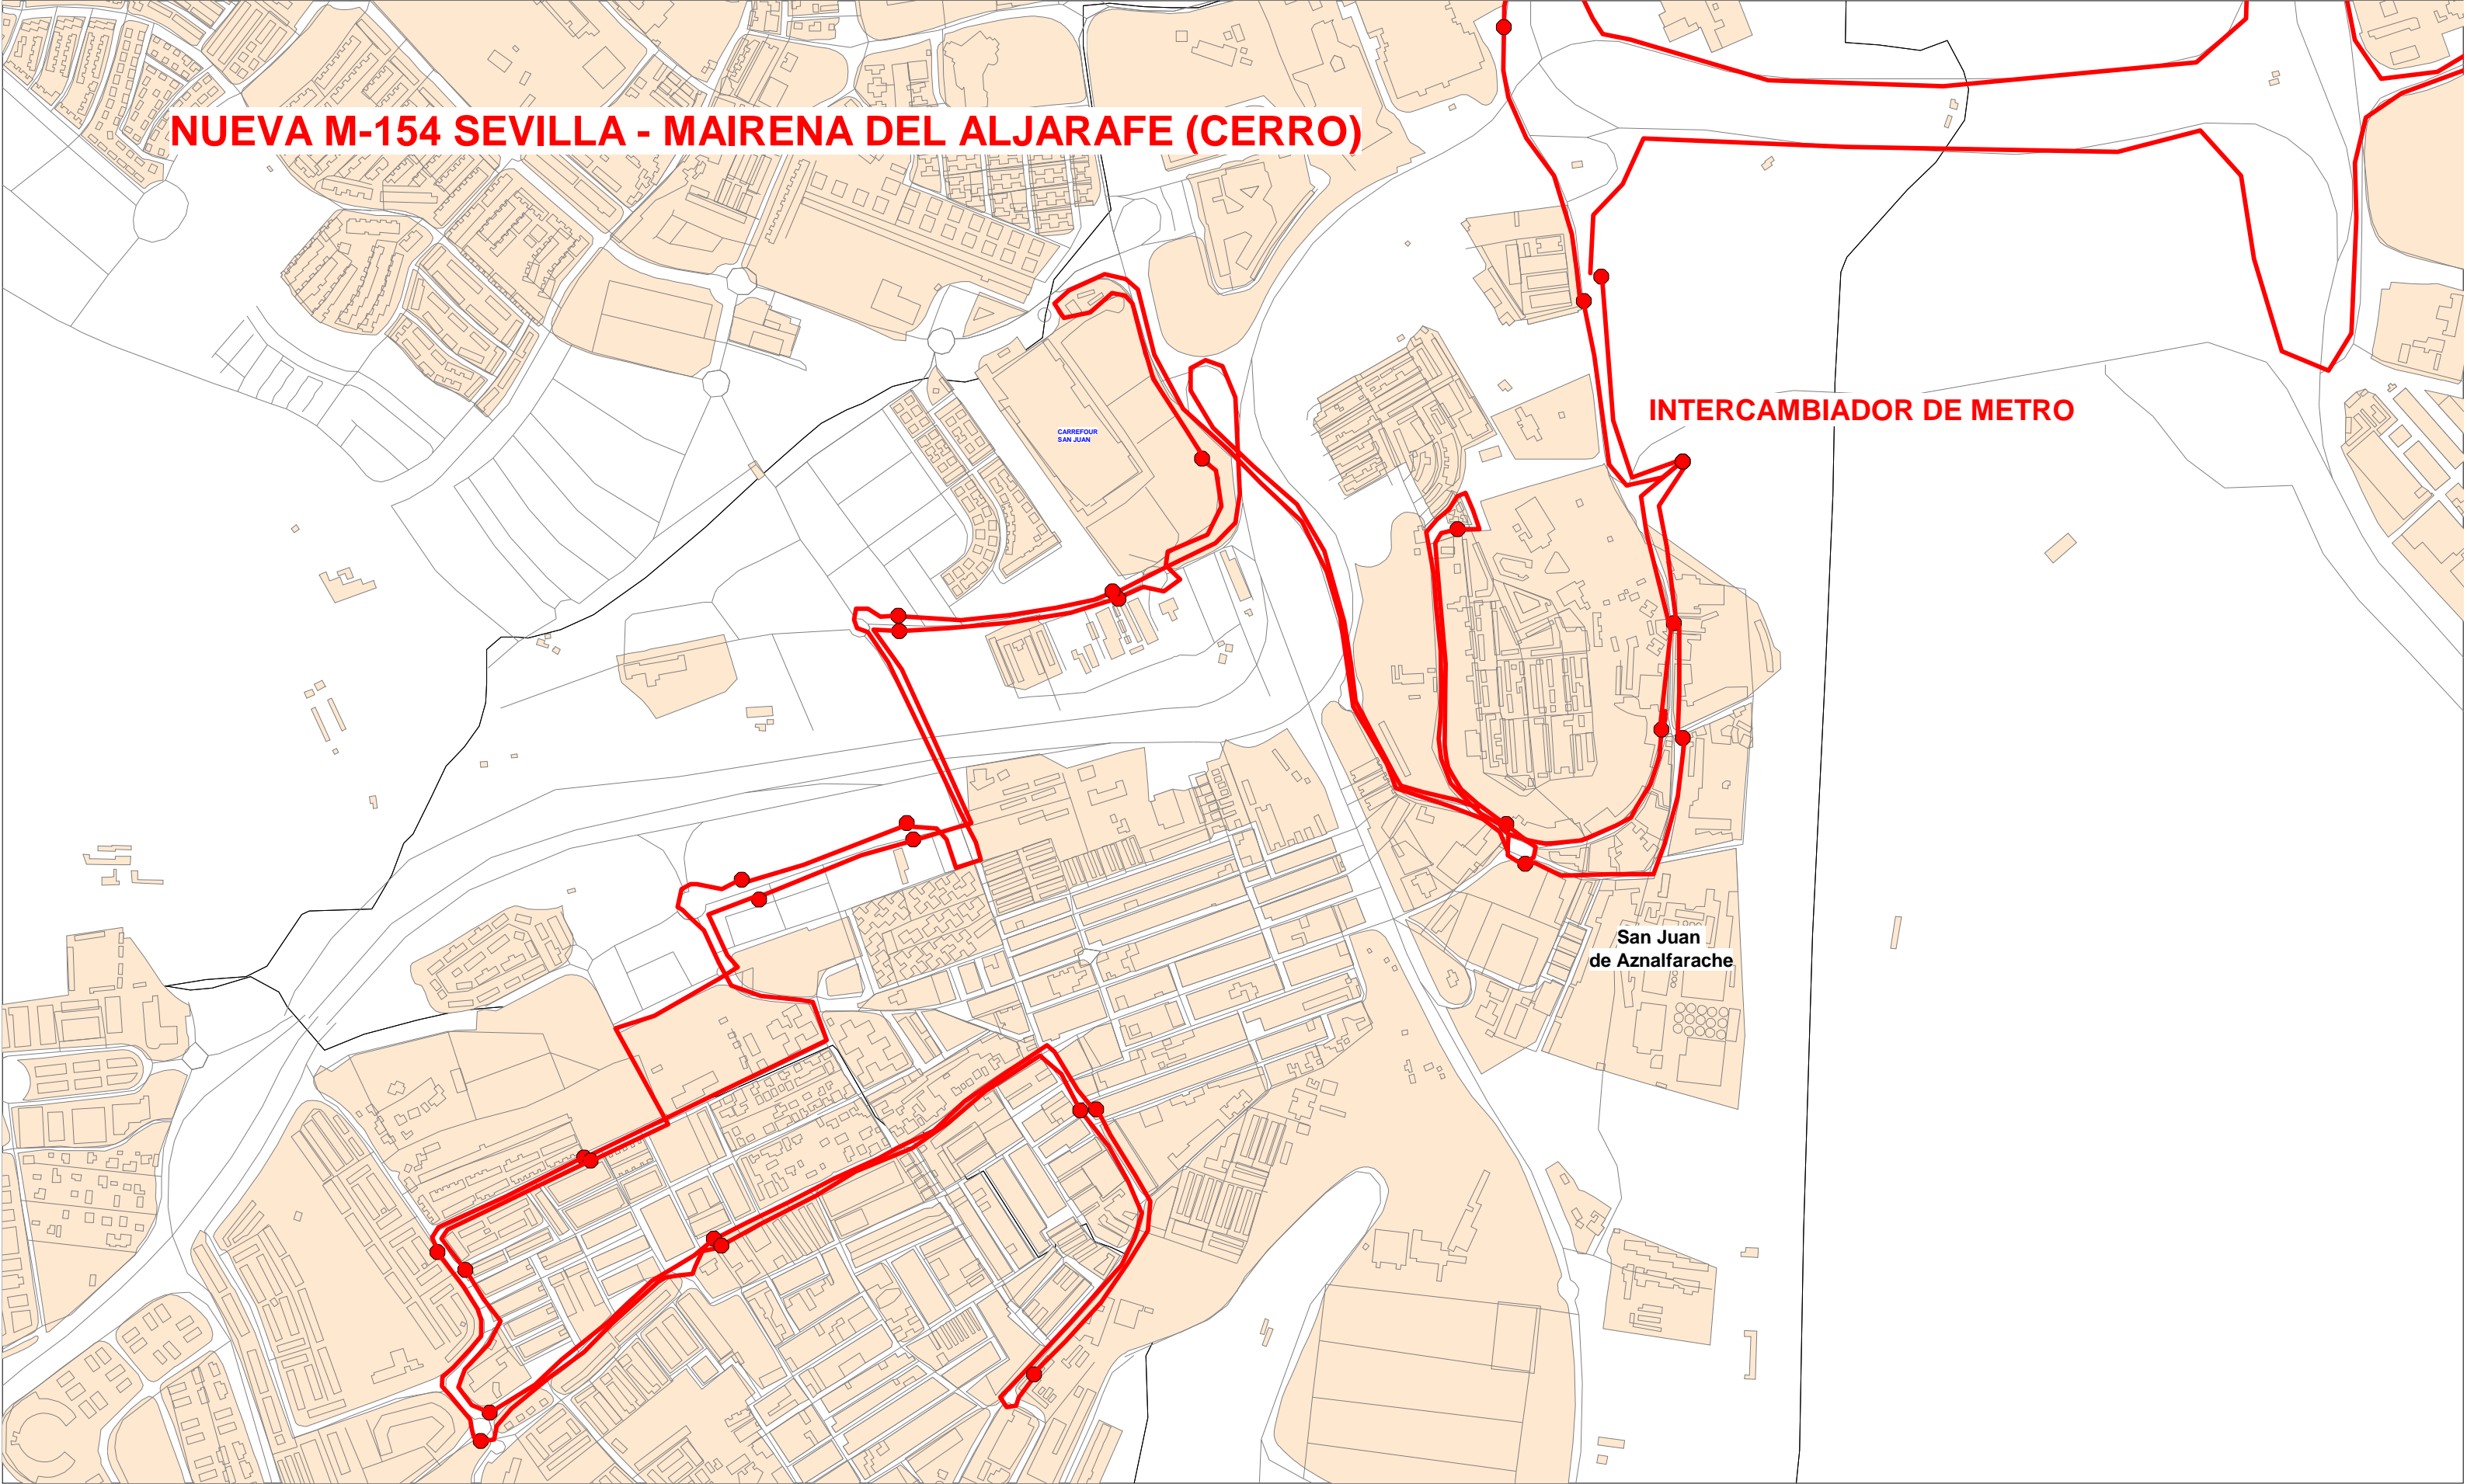 NUEVA M-154 SEVILLA - MAIRENA DEL ALJARAFE (CERRO)
INTERCAMBIADOR DE METRO
CARREFOUR
SAN JUAN
San Juan
de Aznalfarache